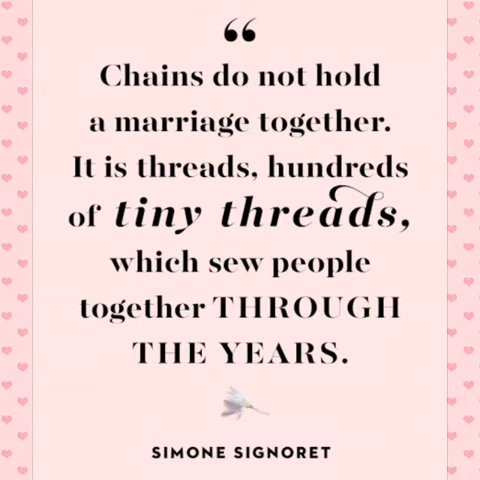 “
Chains do not hold
a marriage together.
It is threads, hundreds
of tiny threads,
which sew people
together THROUGH
THE YEARS.
SIMONE SIGNORET